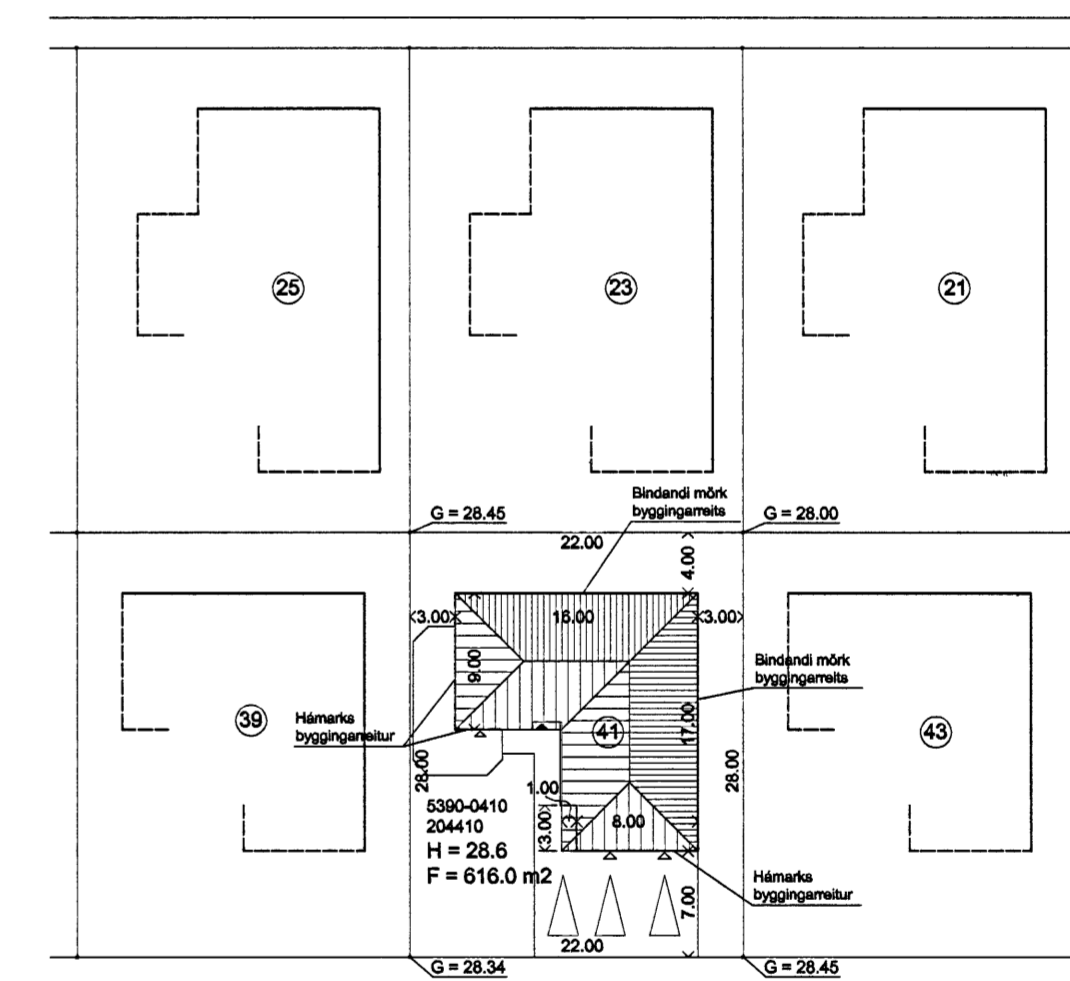 25
23
21
Bindandi mörk
byggingarreits
G = 28.45
G = 28.00
22.00
4.00
3.00
16.00
3.00
9.00
Bindandi mörk
byggingarreits
39
Hámarks
byggingarreitur
41
17.00
43
28.00
28.00
1.00
5390-0410
204410
3.00
8.00
H = 28.6
F = 616.0 m2
Hámarks
byggingarreitur
7.00
22.00
G = 28.34
G = 28.45